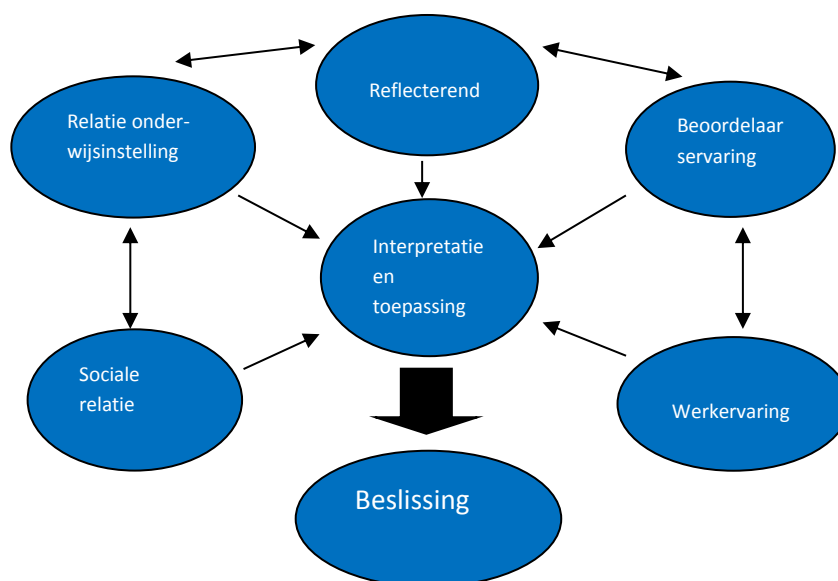 Reflecterend
Relatie onder-
wijsinstelling
Beoordelaar
servaring
Interpretatie
en
toepassing
Sociale
relatie
Werkervaring
Beslissing